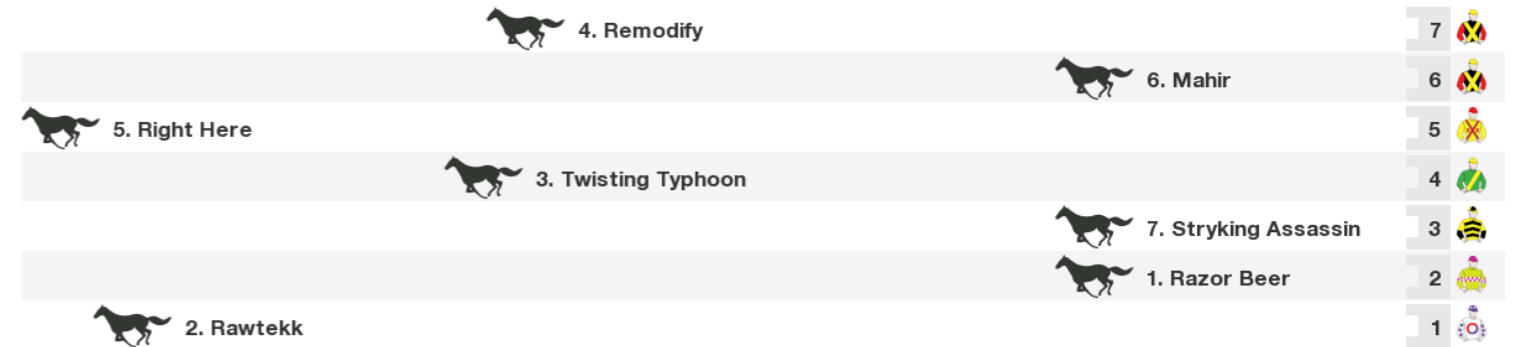 4. Remodify 7
6. Mahir 6
5. Right Here 5
3. Twisting Typhoon 4
7. Stryking Assassin 3
1. Razor Beer 2
2. Rawtekk 1